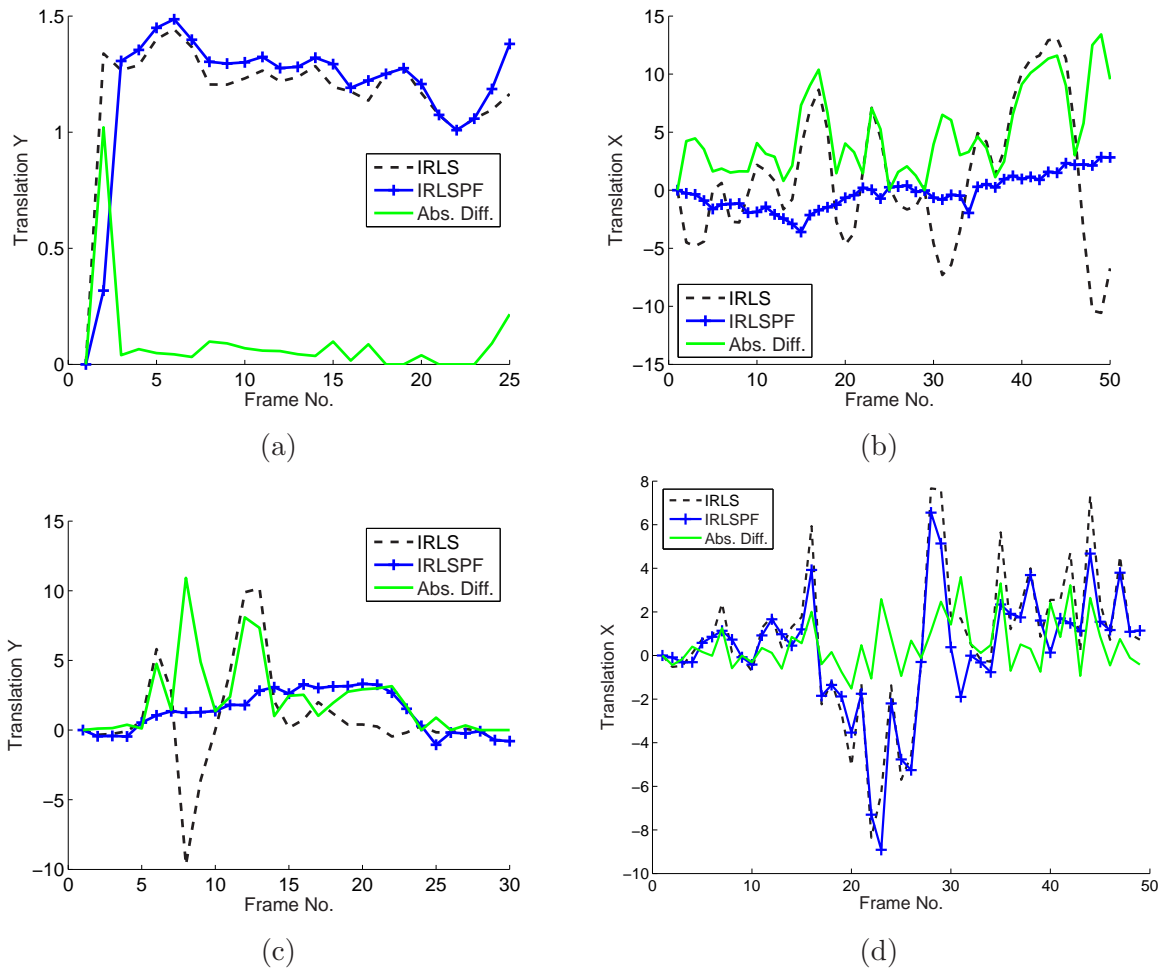 1.5
1
0.5
0
Translation Y
IRLS
IRLSPF
Abs. Diff.
0 5 10 15 20 25
Frame No.
(a)
15
10
5
0
−5
−10
−15
Translation X
IRLS
IRLSPF
Abs. Diff.
0 10 20 30 40 50
Frame No.
(b)
15
10
5
0
−5
−10
Translation Y
IRLS
IRLSPF
Abs. Diff.
0 5 10 15 20 25 30
Frame No.
(c)
8
6
4
2
0
−2
−4
−6
−8
−10
Translation X
IRLS
IRLSPF
Abs. Diff.
0 10 20 30 40 50
Frame No.
(d)